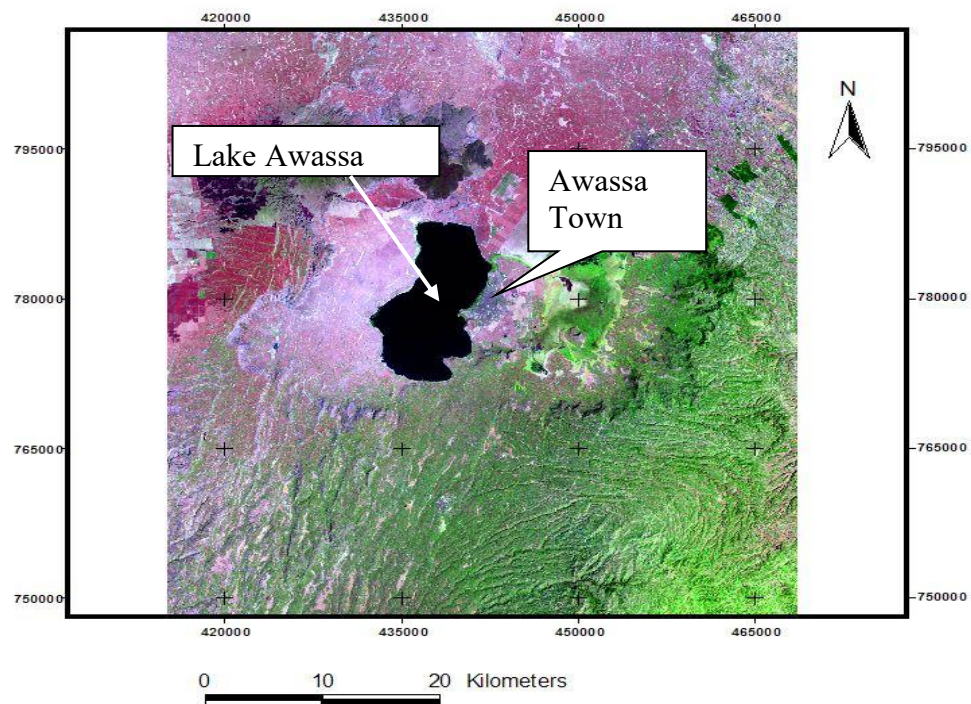 420000 435000 450000 465000
N
795000 795000
Lake Awassa
Awassa
Town
780000 780000
765000 765000
750000 750000
420000 435000 450000 465000
0 10 20 Kilometers